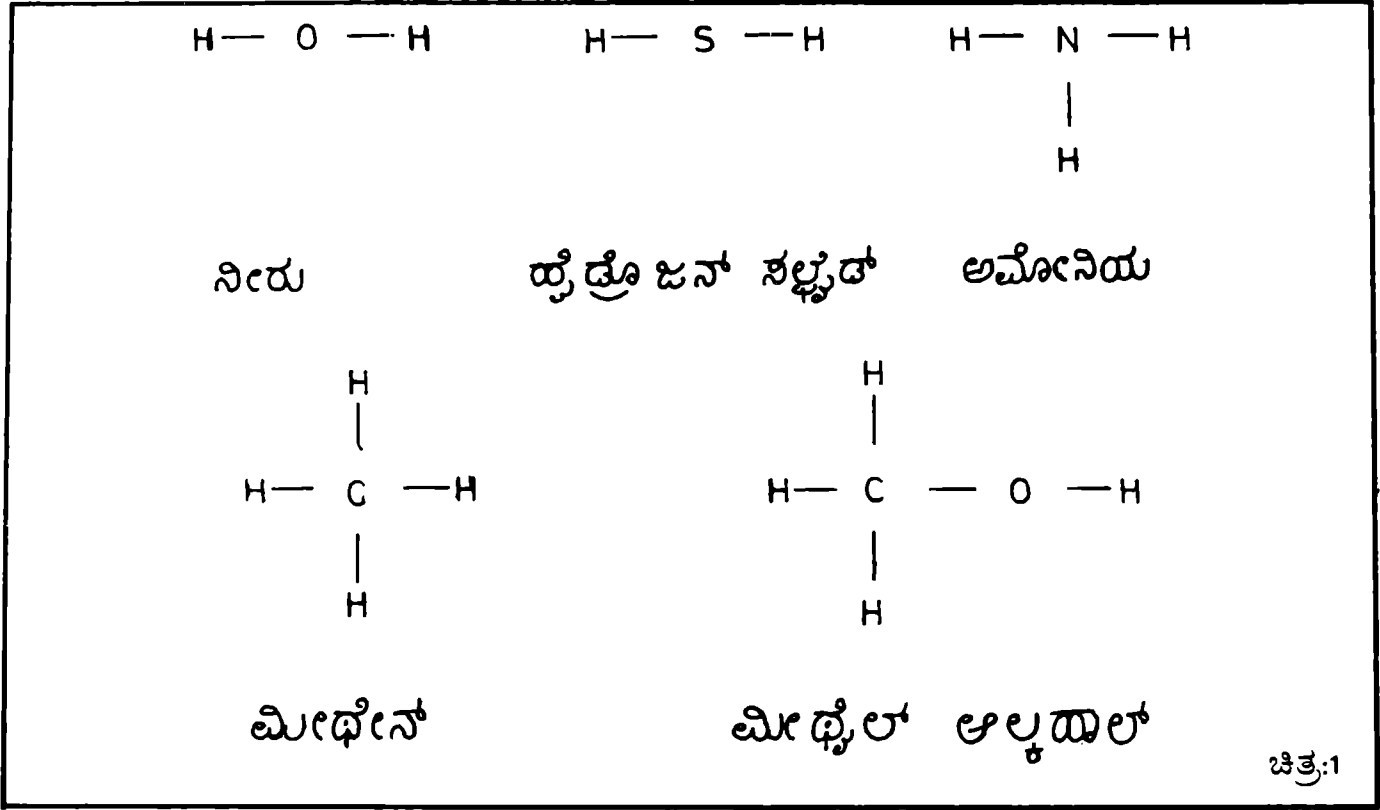 H— O —H H— S —H H— N —H
|
H
ನೀರು ಹೈಡ್ರೊಜನ್ ಸಲ್ಫೈಡ್ ಅಮೋನಿಯ
H H
| |
H— C —H H— C — O —H
| |
H H
ಮೀಥೇನ್ ಮೀಥೈಲ್ ಆಲ್ಕಹಾಲ್
ಚಿತ್ರ:1